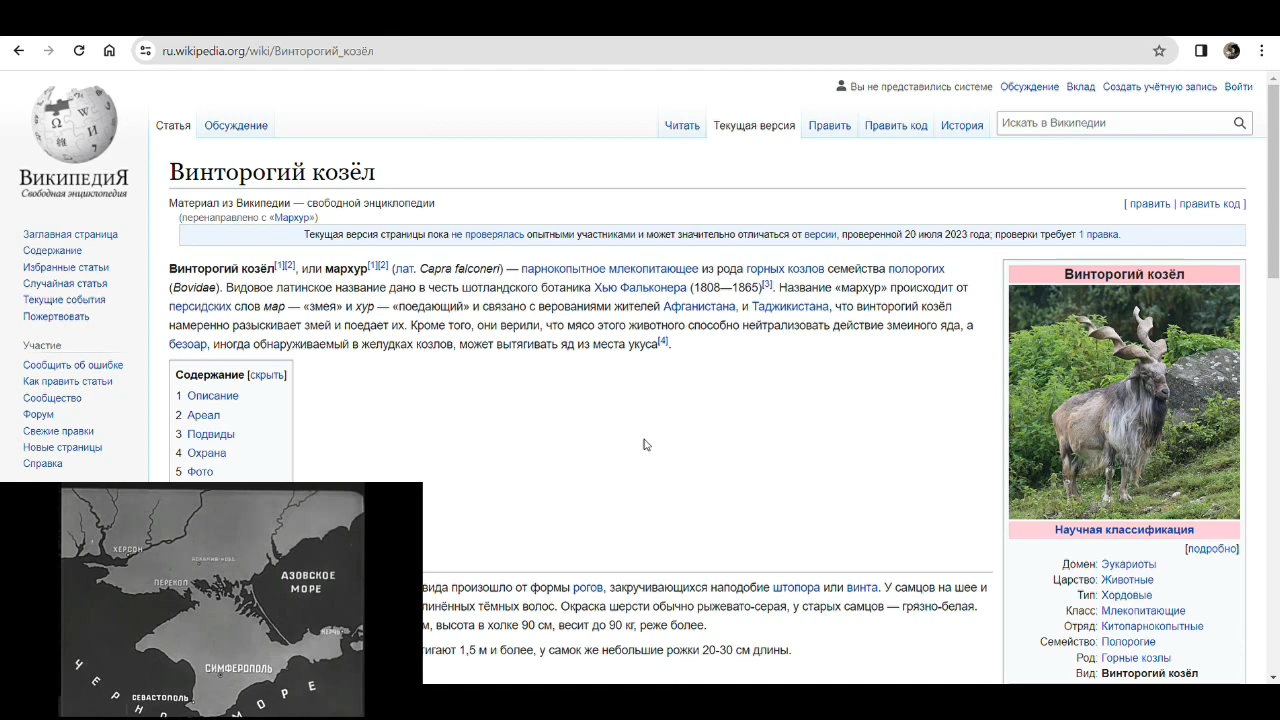 ru.wikipedia.org/wiki/Винторогий_козёл
Вы не представились системе Обсуждение Вклад Создать учётную запись Войти
Статья Обсуждение Читать Текущая версия Править Править код История Искать в Википедии
ВИКИПЕДИЯ
Свободная энциклопедия
Заглавная страница
Содержание
Избранные статьи
Случайная статья
Текущие события
Пожертвовать
Участие
Сообщить об ошибке
Как править статьи
Сообщество
Форум
Свежие правки
Новые страницы
Справка
Винторогий козёл
Материал из Википедии — свободной энциклопедии [ править | править код ]
(перенаправлено с «Мархур»)
Текущая версия страницы пока не проверялась опытными участниками и может значительно отличаться от версии, проверенной 20 июля 2023 года; проверки требует 1 правка.
Винторогий козёл[1][2], или мархур[1][2] (лат. Capra falconeri) — парнокопытное млекопитающее из рода горных козлов семейства полорогих
(Bovidae). Видовое латинское название дано в честь шотландского ботаника Хью Фальконера (1808—1865)[3]. Название «мархур» происходит от
персидских слов мар — «змея» и хур — «поедающий» и связано с верованиями жителей Афганистана, и Таджикистана, что винторогий козёл
намеренно разыскивает змей и поедает их. Кроме того, они верили, что мясо этого животного способно нейтрализовать действие змеиного яда, а
безоар, иногда обнаруживаемый в желудках козлов, может вытягивать яд из места укуса[4].
Содержание [скрыть]
1 Описание
2 Ареал
3 Подвиды
4 Охрана
5 Фото
вида произошло от формы рогов, закручивающихся наподобие штопора или винта. У самцов на шее и
линённых тёмных волос. Окраска шерсти обычно рыжевато-серая, у старых самцов — грязно-белая.
м, высота в холке 90 см, весит до 90 кг, реже более.
тигают 1,5 м и более, у самок же небольшие рожки 20-30 см длины.
Винторогий козёл
Научная классификация
[подробно]
Домен: Эукариоты
Царство: Животные
Тип: Хордовые
Класс: Млекопитающие
Отряд: Китопарнокопытные
Семейство: Полорогие
Род: Горные козлы
Вид: Винторогий козёл
ХЕРСОН
ПЕРЕКОП
АЗОВСКОЕ
МОРЕ
КЕРЧЬ
СИМФЕРОПОЛЬ
СЕВАСТОПОЛЬ
ЧЕРНОЕ МОРЕ